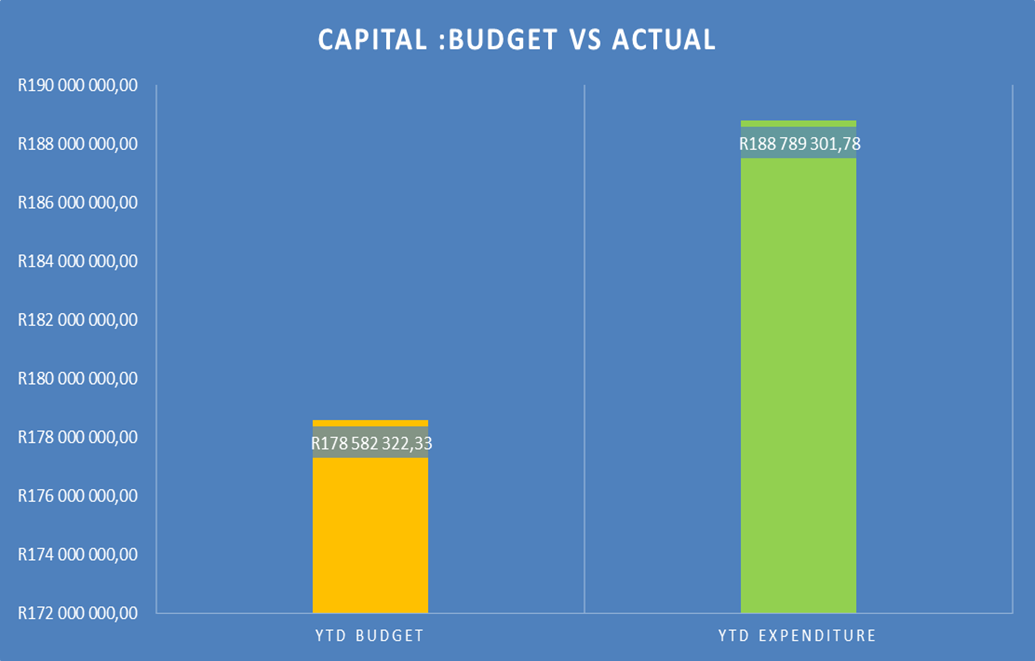 CAPITAL :BUDGET VS ACTUAL
R190 000 000,00
R188 000 000,00
R188 789 301,78
R186 000 000,00
R184 000 000,00
R182 000 000,00
R180 000 000,00
R178 000 000,00
R178 582 322,33
R176 000 000,00
R174 000 000,00
R172 000 000,00
YTD BUDGET
YTD EXPENDITURE